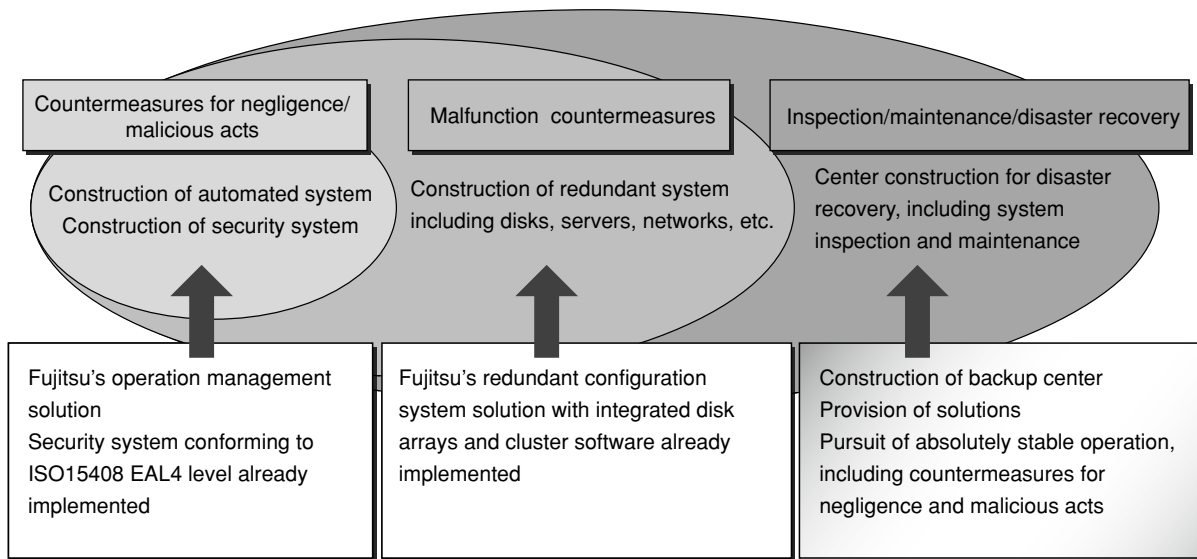 Countermeasures for negligence/
malicious acts
Malfunction countermeasures
Inspection/maintenance/disaster recovery
Construction of automated system
Construction of security system
Construction of redundant system
including disks, servers, networks, etc.
Center construction for disaster
recovery, including system
inspection and maintenance
Fujitsu's operation management
solution
Security system conforming to
ISO15408 EAL4 level already
implemented
Fujitsu's redundant configuration
system solution with integrated disk
arrays and cluster software already
implemented
Construction of backup center
Provision of solutions
Pursuit of absolutely stable operation,
including countermeasures for
negligence and malicious acts